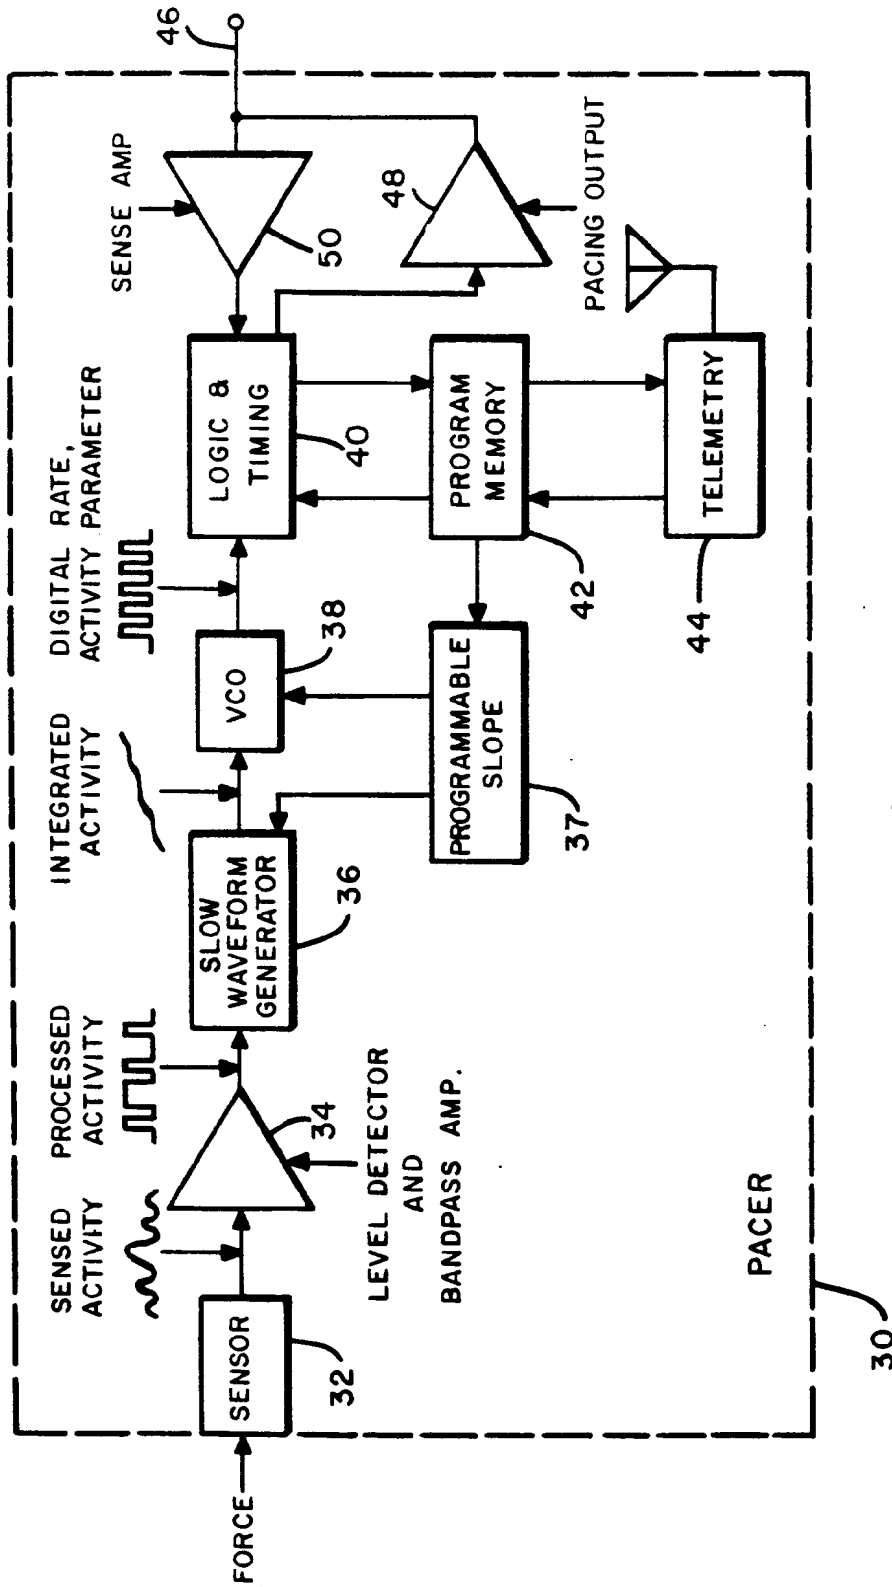 SENSED
ACTIVITY
PROCESSED
ACTIVITY
INTEGRATED
ACTIVITY
DIGITAL RATE,
ACTIVITY PARAMETER
SENSE AMP
46
FORCE
SENSOR
32
34
SLOW
WAVEFORM
GENERATOR
36
VCO
38
LOGIC &
TIMING
40
50
LEVEL DETECTOR
AND
BANDPASS AMP.
PROGRAMMABLE
SLOPE
37
PROGRAM
MEMORY
42
48
PACING OUTPUT
TELEMETRY
44
PACER
30